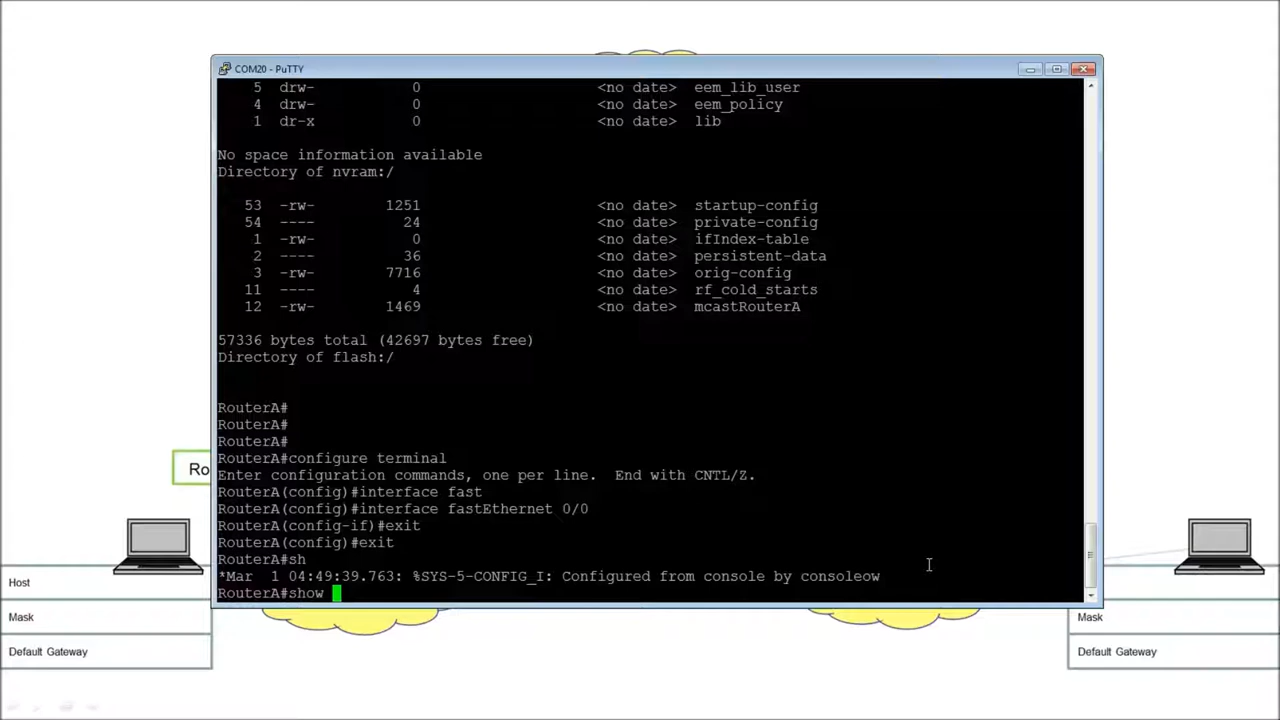 COM20 - PuTTY
5 drw- 0 <no date> eem_lib_user
4 drw- 0 <no date> eem_policy
1 dr-x 0 <no date> lib
No space information available
Directory of nvram:/
53 -rw- 1251 <no date> startup-config
54 ---- 24 <no date> private-config
1 -rw- 0 <no date> ifIndex-table
2 ---- 36 <no date> persistent-data
3 -rw- 7716 <no date> orig-config
11 ---- 4 <no date> rf_cold_starts
12 -rw- 1469 <no date> mcastRouterA
57336 bytes total (42697 bytes free)
Directory of flash:/
RouterA#
RouterA#
RouterA#
RouterA#configure terminal
Enter configuration commands, one per line. End with CNTL/Z.
RouterA(config)#interface fast
RouterA(config)#interface fastEthernet 0/0
RouterA(config-if)#exit
RouterA(config)#exit
RouterA#sh
*Mar 1 04:49:39.763: %SYS-5-CONFIG_I: Configured from console by consoleow
RouterA#show
Ro
Host
Mask
Default Gateway
Mask
Default Gateway